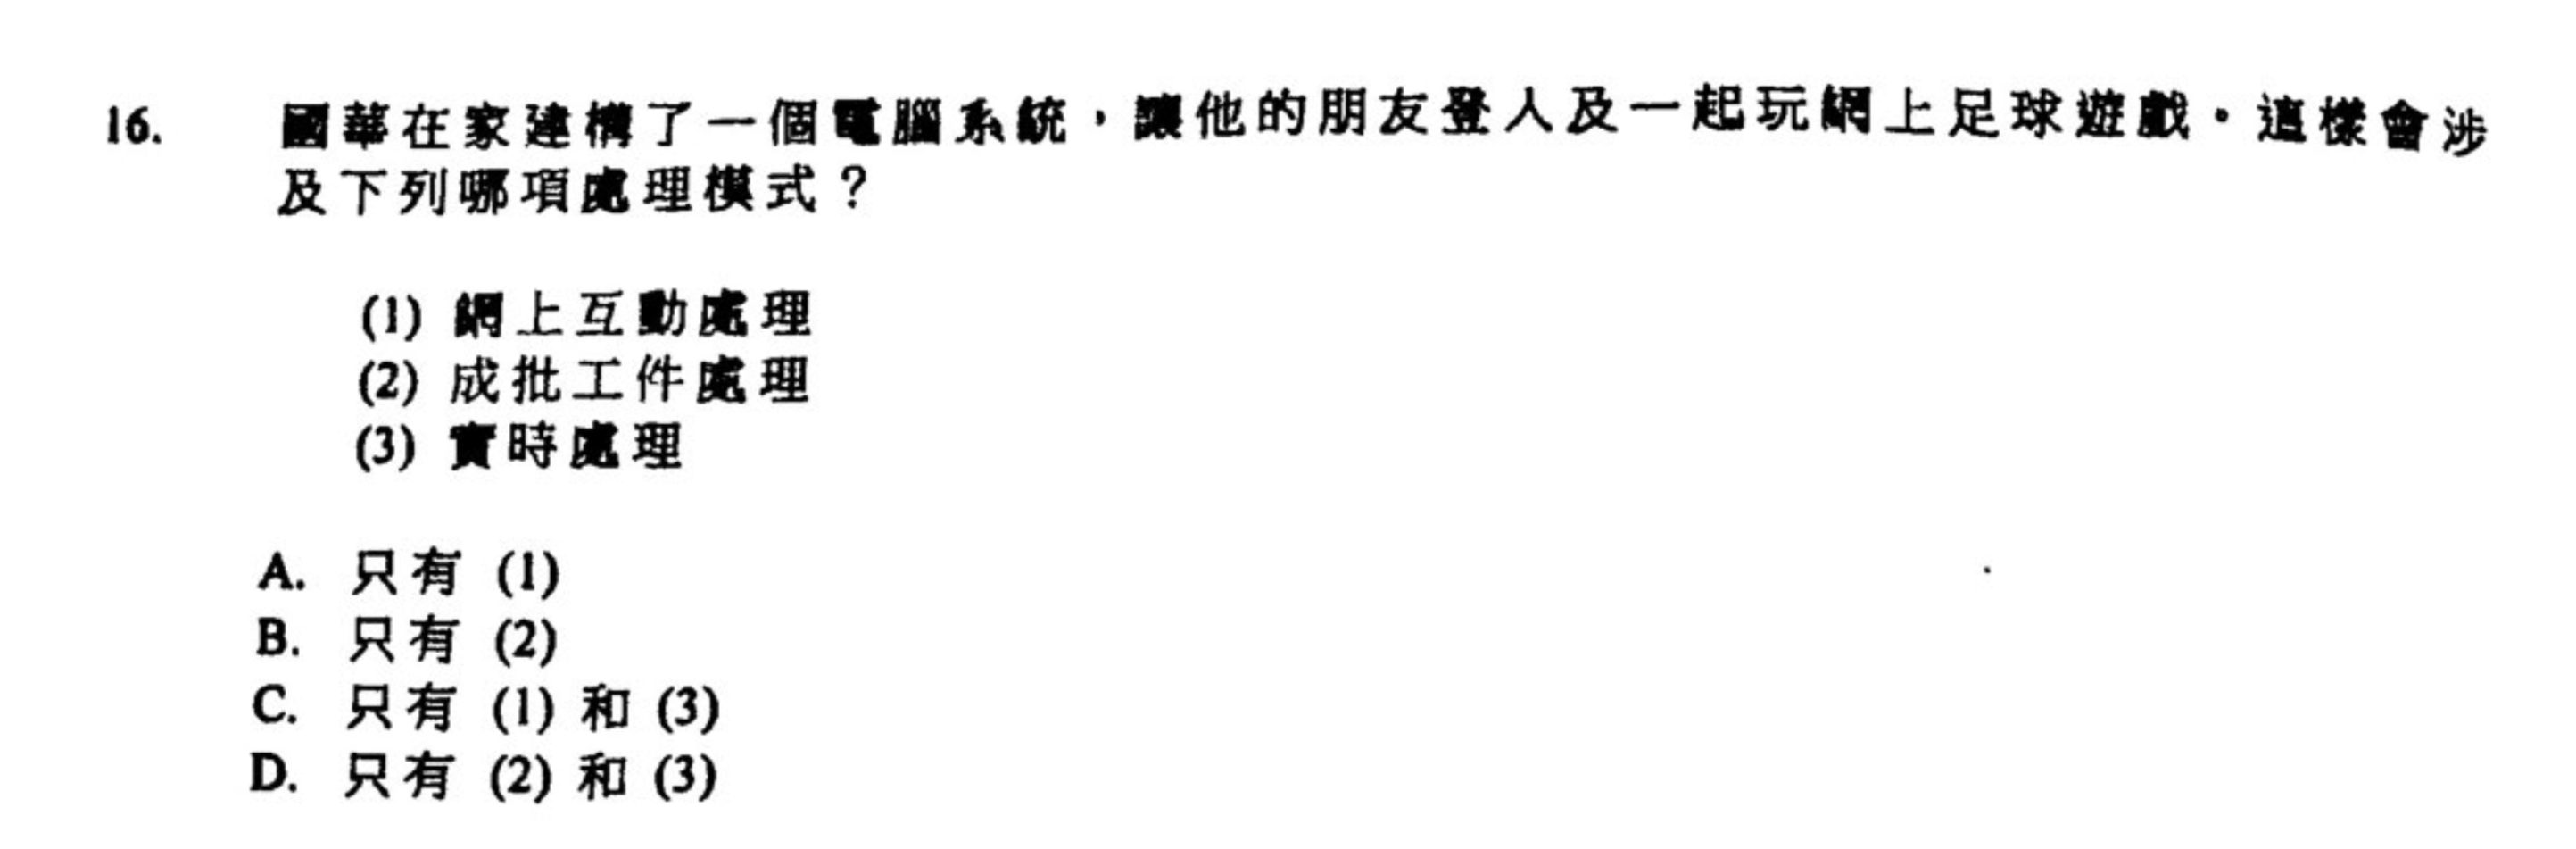 16. 國華在家建構了一個電腦系統，讓他的朋友登入及一起玩網上足球遊戲。這樣會涉
及下列哪項處理模式？
(1) 網上互動處理
(2) 成批工件處理
(3) 實時處理
A. 只有 (1)
B. 只有 (2)
C. 只有 (1) 和 (3)
D. 只有 (2) 和 (3)